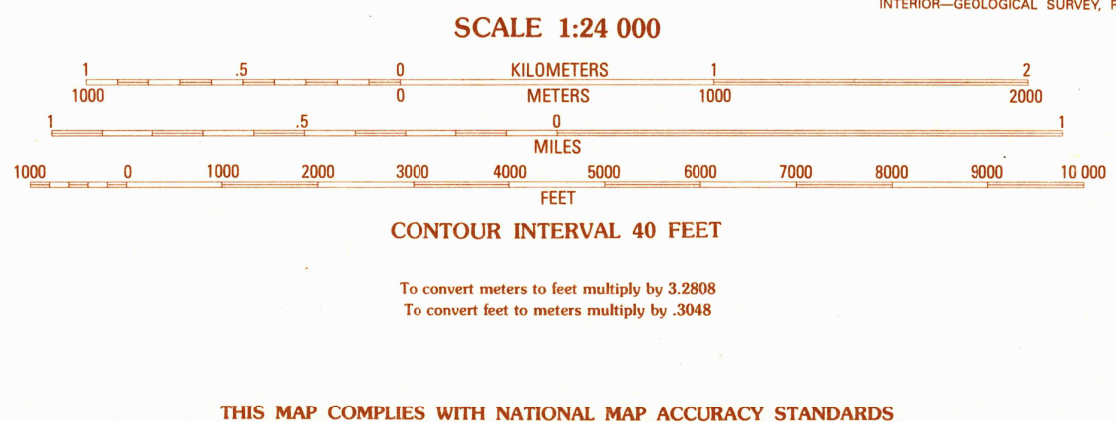 INTERIOR—GEOLOGICAL SURVEY,
SCALE 1:24 000
1 .5 0 KILOMETERS 1 2
1000 0 METERS 1000 2000
1 .5 0 1
MILES
1000 0 1000 2000 3000 4000 5000 6000 7000 8000 9000 10 000
FEET
CONTOUR INTERVAL 40 FEET
To convert meters to feet multiply by 3.2808
To convert feet to meters multiply by .3048
THIS MAP COMPLIES WITH NATIONAL MAP ACCURACY STANDARDS